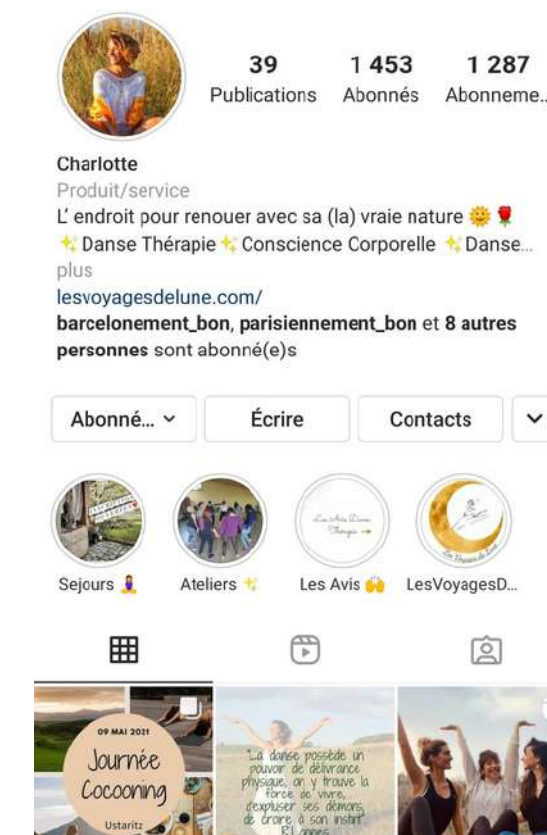 39 1 453 1 287
Publications Abonnés Abonneme...
Charlotte
Produit/service
L' endroit pour renouer avec sa (la) vraie nature 🌞🌹
✨Danse Thérapie✨Conscience Corporelle ✨Danse...
plus
lesvoyagesdelune.com/
barcelonement_bon, parisiennement_bon et 8 autres
personnes sont abonné(e)s
Abonné... Écrire Contacts
Sejours 🧘‍♀️ Ateliers ✨ Les Avis 🙌 LesVoyagesD...
09 MAI 2021
Journée
Cocooning
Ustaritz
"La danse possède un
pouvoir de délivrance
physique, on y trouve la
force de vivre,
d'expluser ses démons,
de croire à son instint".